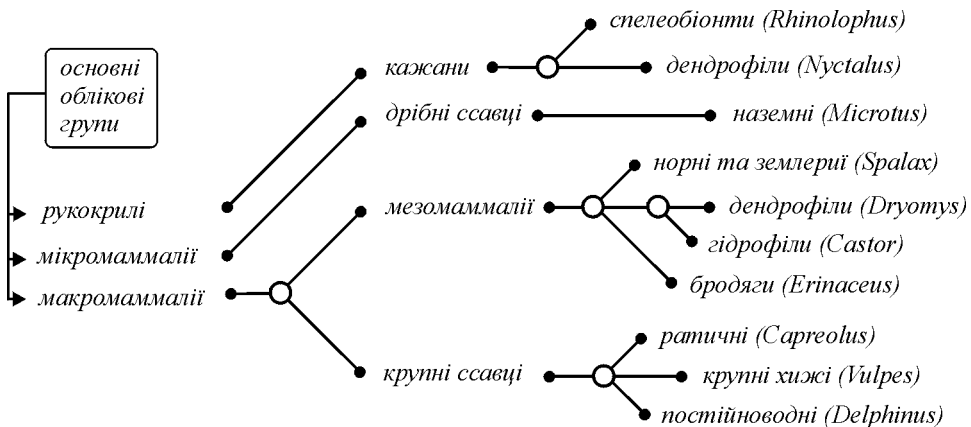 основні
облікові
групи
рукокрилі
мікромаммалії
макромаммалії
кажани
дрібні ссавці
мезомаммалії
крупні ссавці
спелеобіонти (Rhinolophus)
дендрофіли (Nyctalus)
наземні (Microtus)
норні та землериї (Spalax)
дендрофіли (Dryomys)
гідрофіли (Castor)
бродяги (Erinaceus)
ратичні (Capreolus)
крупні хижі (Vulpes)
постійноводні (Delphinus)